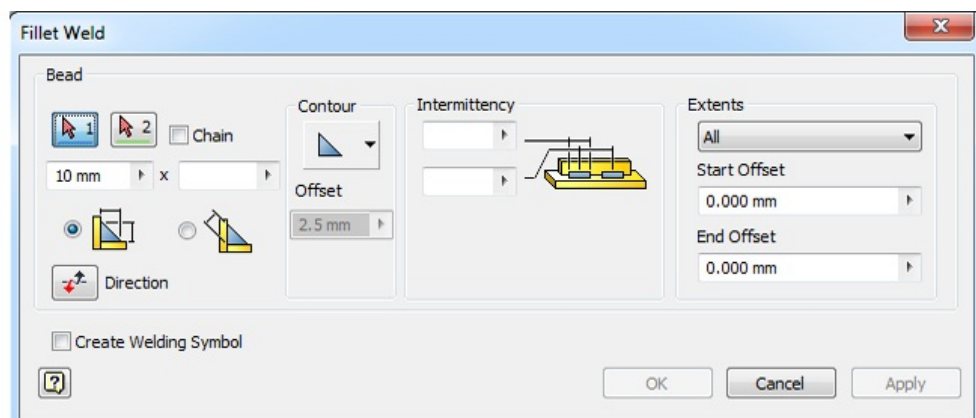 Fillet Weld
Bead
1 2 Chain
10 mm x
Direction
Contour
Offset
2.5 mm
Intermittency
Extents
All
Start Offset
0.000 mm
End Offset
0.000 mm
Create Welding Symbol
OK Cancel Apply